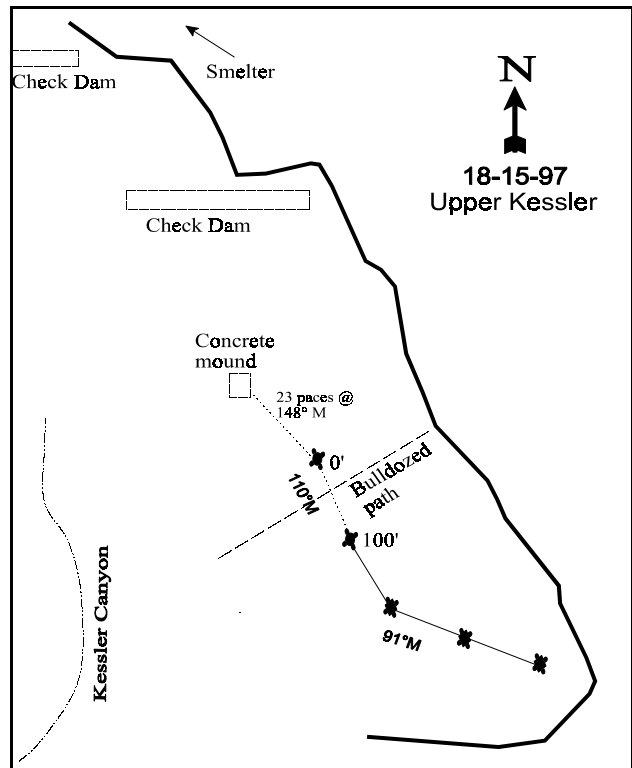 Smelter
Check Dam
N
18-15-97
Upper Kessler
Check Dam
Concrete
mound
23 paces @
148° M
0'
110°M
Bulldozed
path
100'
Kessler Canyon
91°M